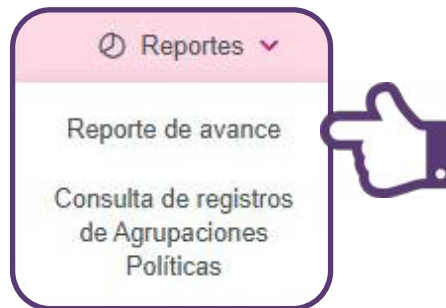 Reportes
Reporte de avance
Consulta de registros
de Agrupaciones
Políticas